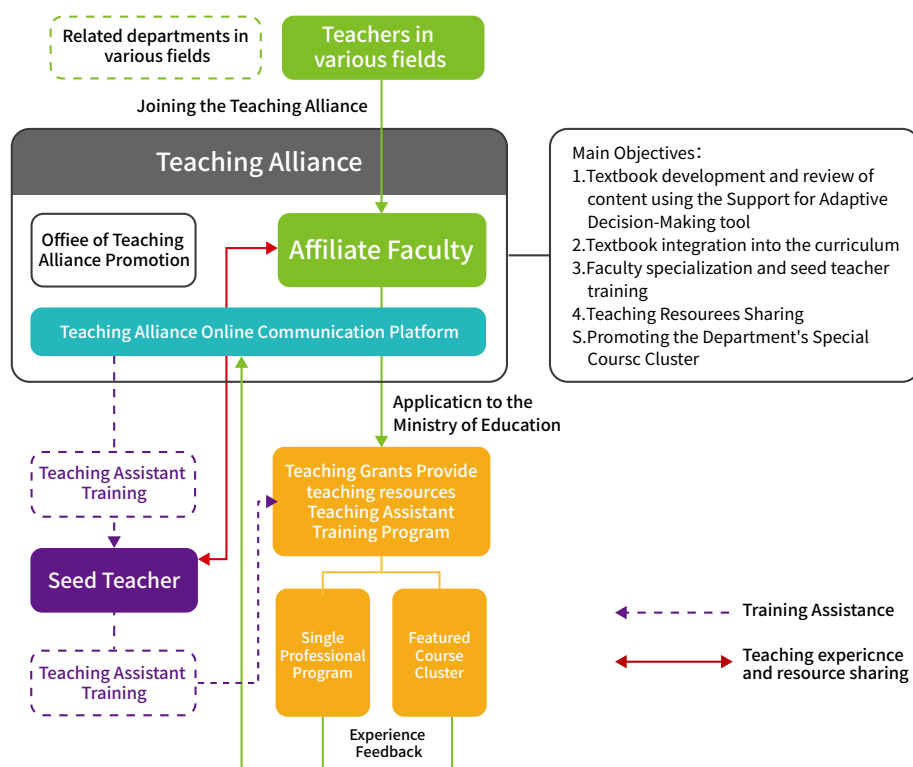 Related departments in
various fields
Teachers in
various fields
Joining the Teaching Alliance
Teaching Alliance
Offiee of Teaching
Alliance Promotion
Affiliate Faculty
Teaching Alliance Online Communication Platform
Main Objectives:
1.Textbook development and review of
content using the Support for Adaptive
Decision-Making tool
2.Textbook integration into the curriculum
3.Faculty specialization and seed teacher
training
4.Teaching Resourees Sharing
S.Promoting the Department's Special
Coursc Cluster
Applicaticn to the
Ministry of Education
Teaching Assistant
Training
Teaching Grants Provide
teaching resources
Teaching Assistant
Training Program
Seed Teacher
Teaching Assistant
Training
Single
Professional
Program
Featured
Course
Cluster
Experience
Feedback
Training Assistance
Teaching expericnce
and resource sharing